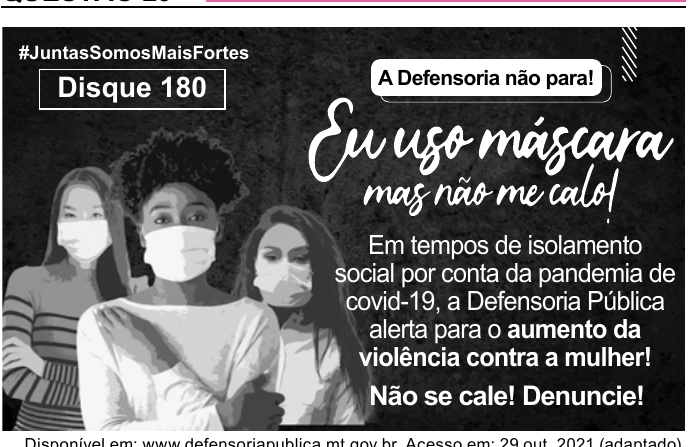 #JuntasSomosMaisFortes
Disque 180
A Defensoria não para!
Eu uso máscara
mas não me calo!
Em tempos de isolamento
social por conta da pandemia de
covid-19, a Defensoria Pública
alerta para o aumento da
violência contra a mulher!
Não se cale! Denuncie!
Disponível em: www.defensoriapublica.mt.gov.br. Acesso em: 29 out. 2021 (adaptado)